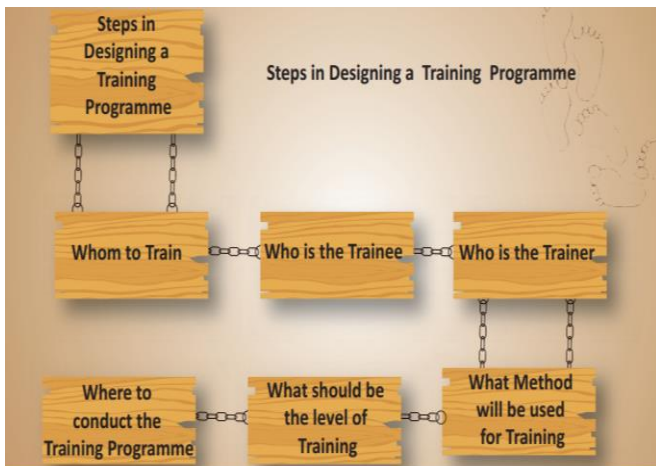 Steps in
Designing a
Training
Programme
Steps in Designing a Training Programme
Whom to Train
Who is the Trainee
Who is the Trainer
What Method
will be used
for Training
What should be
the level of
Training
Where to
conduct the
Training Programme